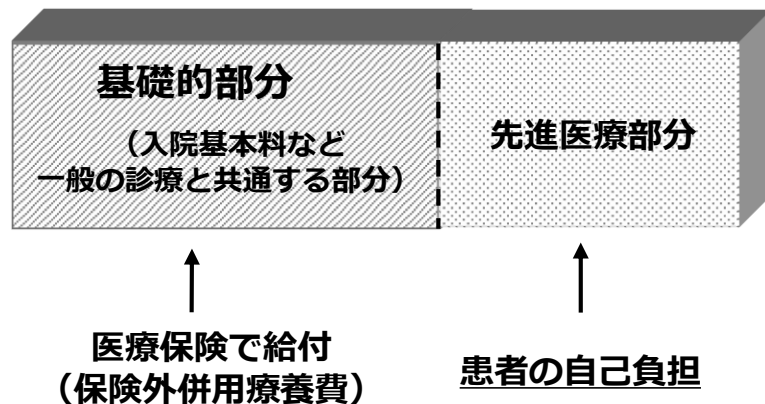 基礎的部分
（入院基本料など
一般の診療と共通する部分）
先進医療部分
医療保険で給付
（保険外併用療養費）
患者の自己負担